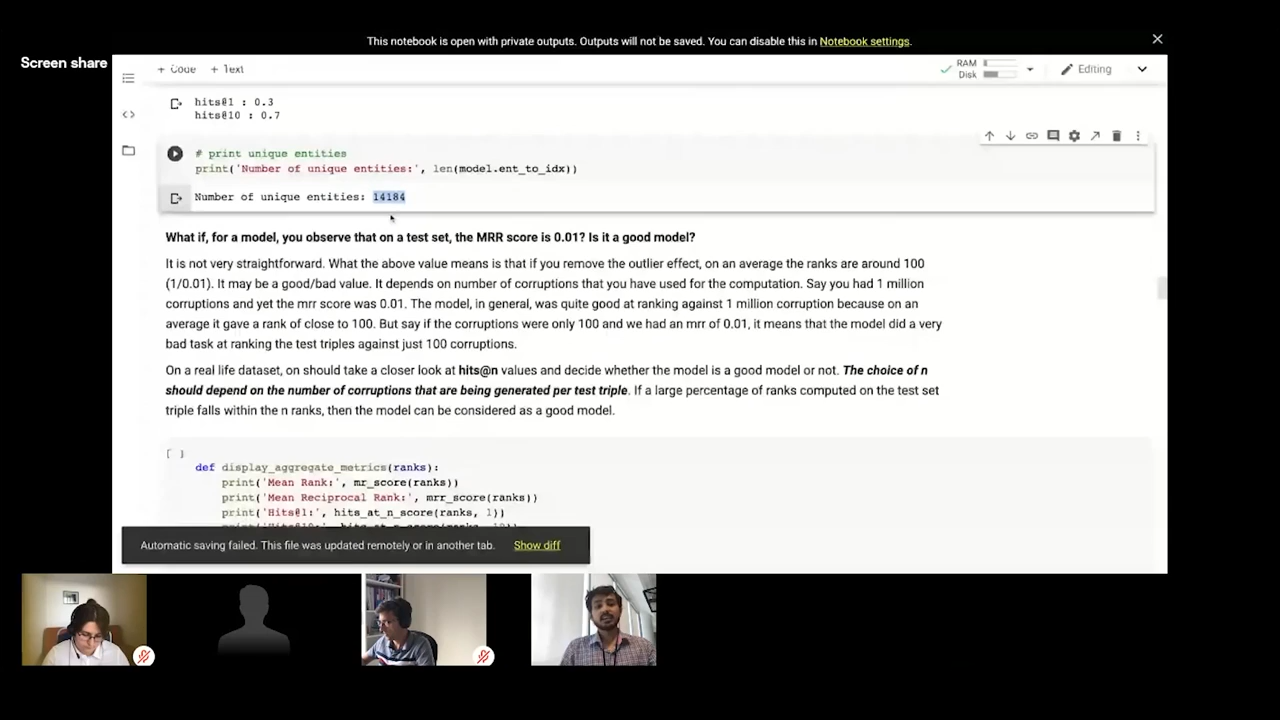 This notebook is open with private outputs. Outputs will not be saved. You can disable this in Notebook settings.
Screen share
+ Code + Text
RAM
Disk
Editing
hits@1 : 0.3
hits@10 : 0.7
# print unique entities
print('Number of unique entities:', len(model.ent_to_idx))
Number of unique entities: 14184
What if, for a model, you observe that on a test set, the MRR score is 0.01? Is it a good model?
It is not very straightforward. What the above value means is that if you remove the outlier effect, on an average the ranks are around 100
(1/0.01). It may be a good/bad value. It depends on number of corruptions that you have used for the computation. Say you had 1 million
corruptions and yet the mrr score was 0.01. The model, in general, was quite good at ranking against 1 million corruption because on an
average it gave a rank of close to 100. But say if the corruptions were only 100 and we had an mrr of 0.01, it means that the model did a very
bad task at ranking the test triples against just 100 corruptions.
On a real life dataset, on should take a closer look at hits@n values and decide whether the model is a good model or not. The choice of n
should depend on the number of corruptions that are being generated per test triple. If a large percentage of ranks computed on the test set
triple falls within the n ranks, then the model can be considered as a good model.
[ ]
def display_aggregate_metrics(ranks):
print('Mean Rank:', mr_score(ranks))
print('Mean Reciprocal Rank:', mrr_score(ranks))
print('Hits@1:', hits_at_n_score(ranks, 1))
Automatic saving failed. This file was updated remotely or in another tab. Show diff